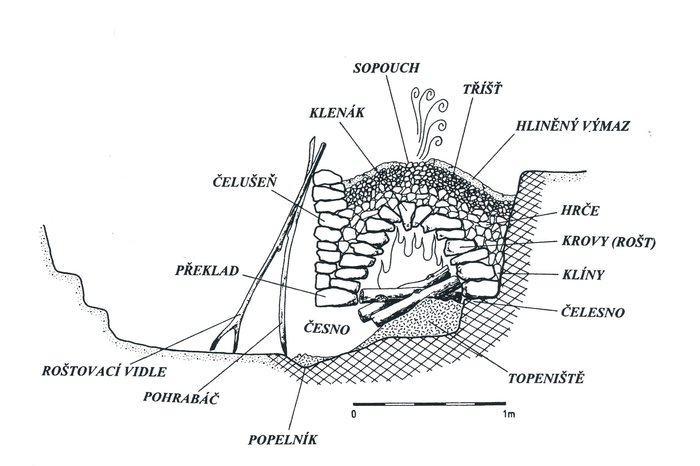 SOPOUCH
TŘÍŠŤ
KLENÁK
HLINĚNÝ VÝMAZ
ČELUŠEŇ
HRČE
KROVY (ROŠT)
PŘEKLAD
KLÍNY
ČELESNO
ČESNO
ROŠTOVACÍ VIDLE
TOPENIŠTĚ
POHRABÁČ
0 1m
POPELNÍK